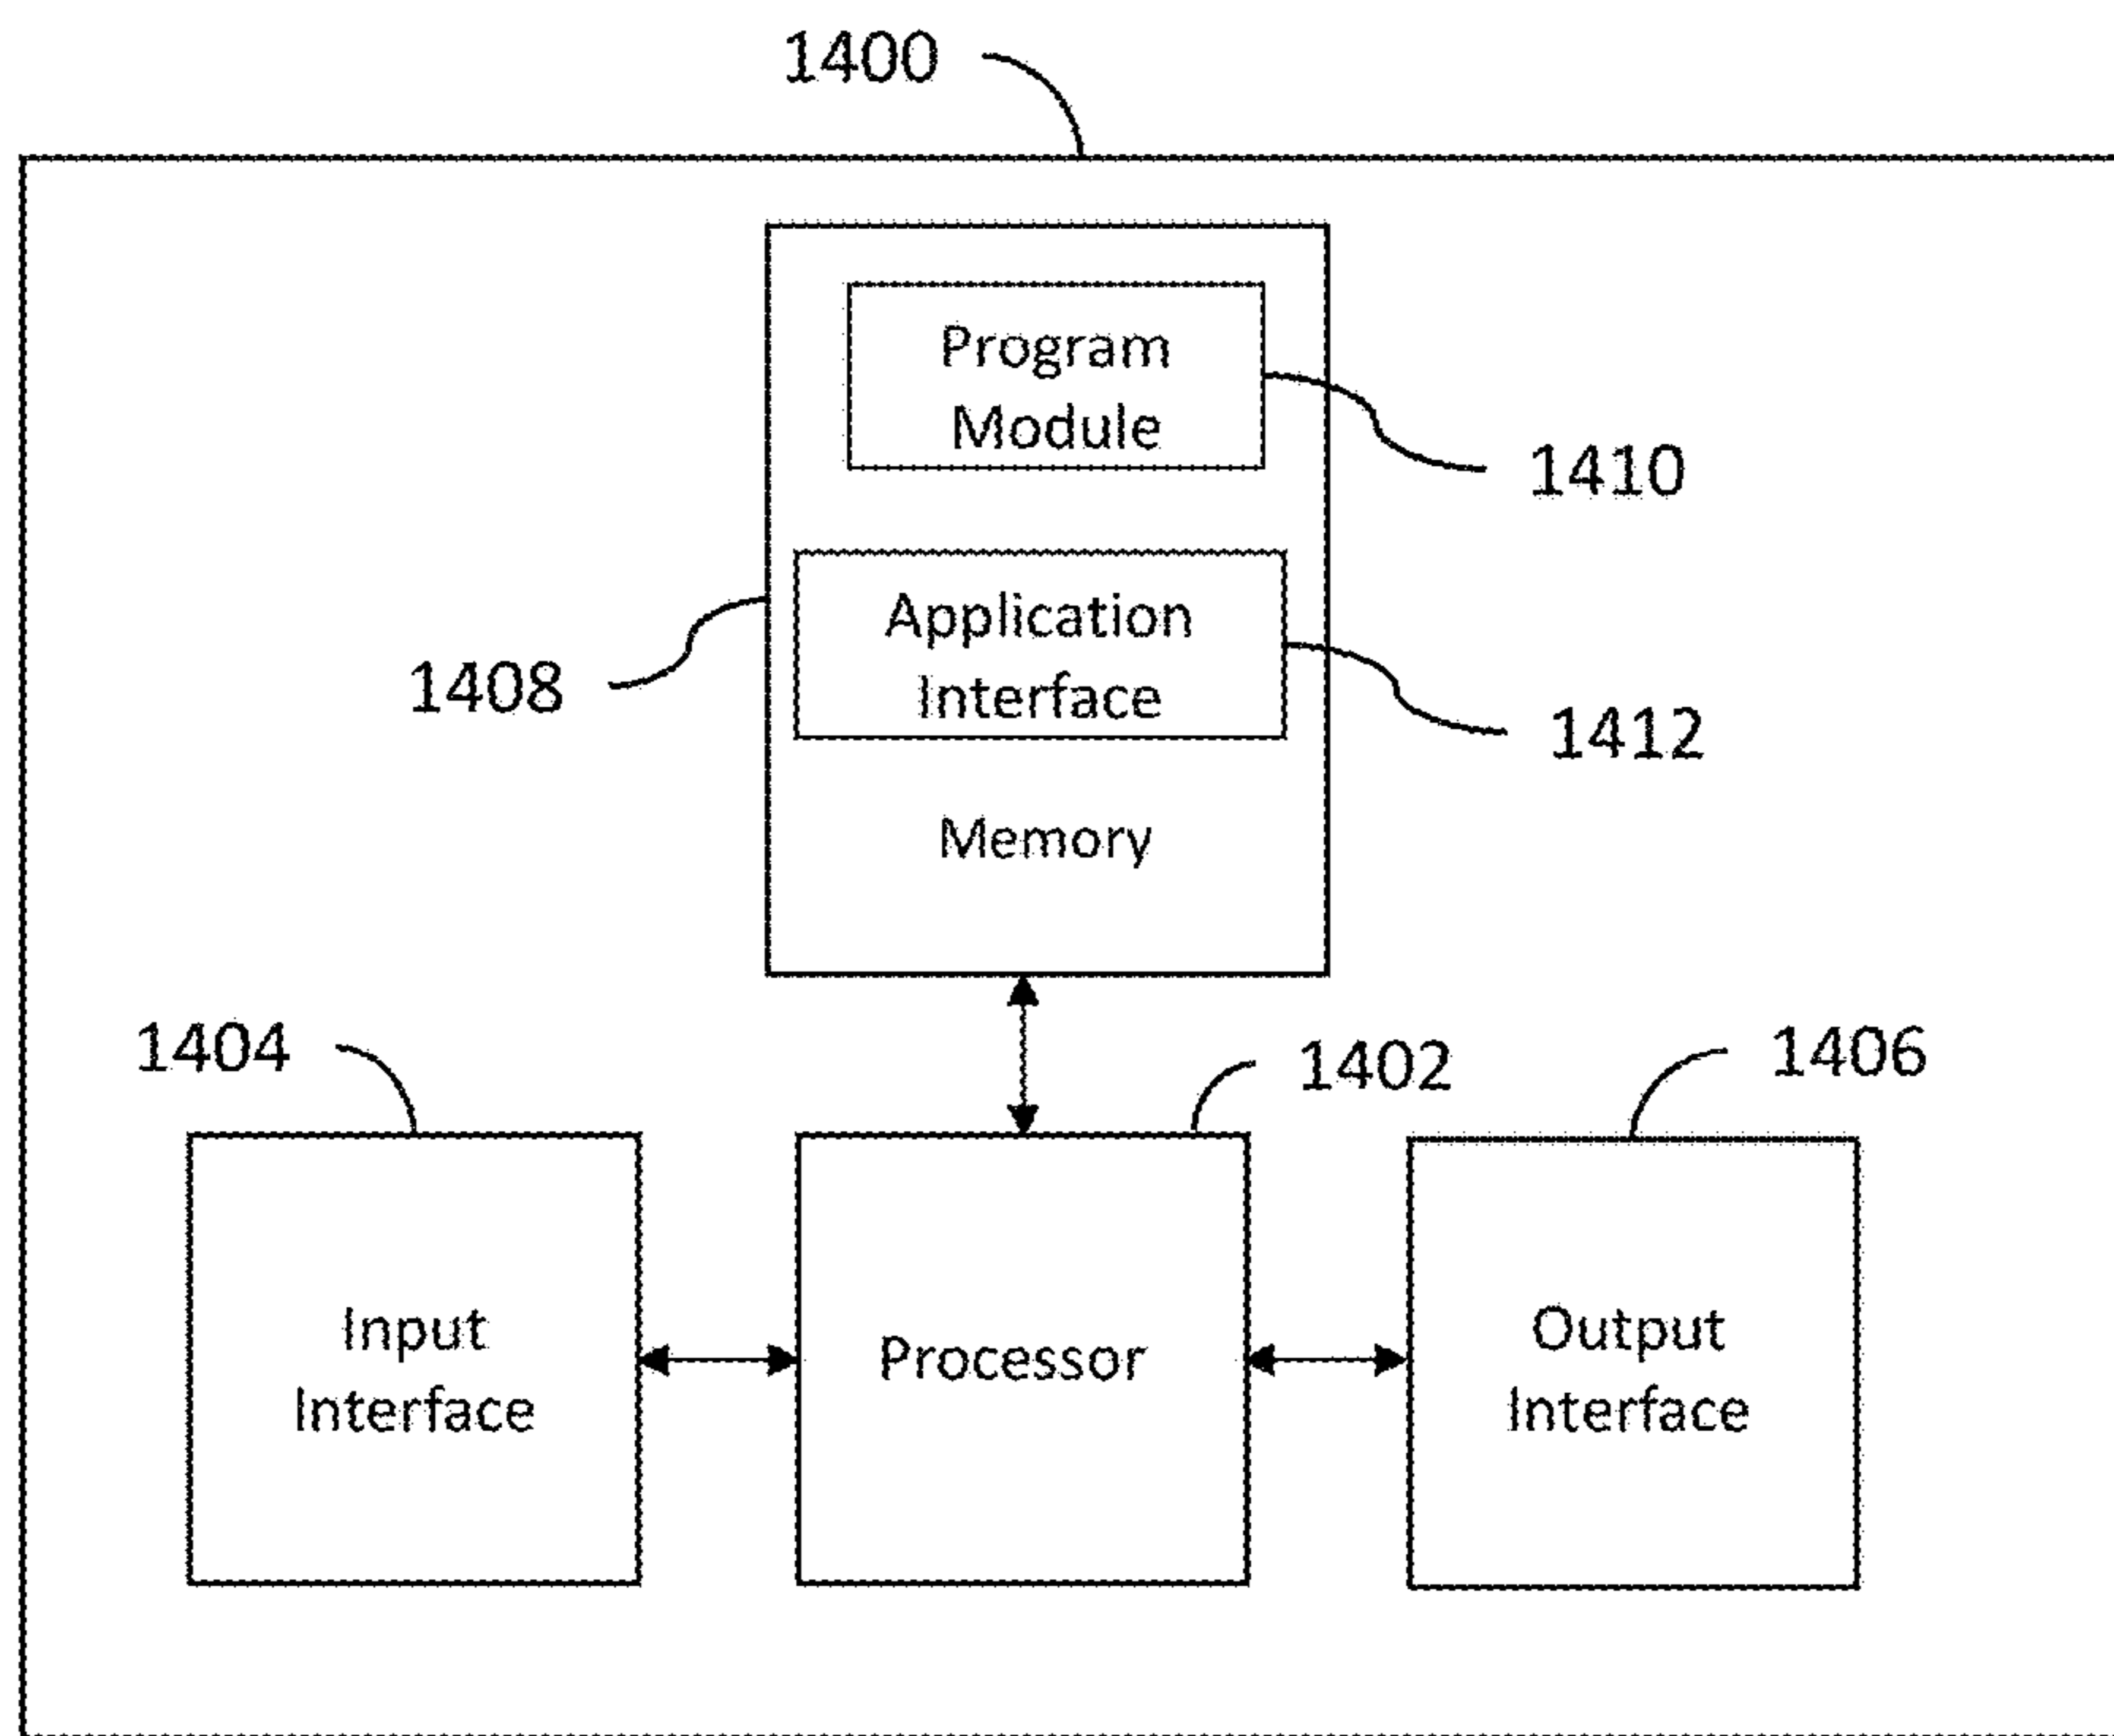 1400
Program
Module
1410
Application
Interface
1408
1412
Memory
1404
1402
1406
Input
Interface
Processor
Output
Interface